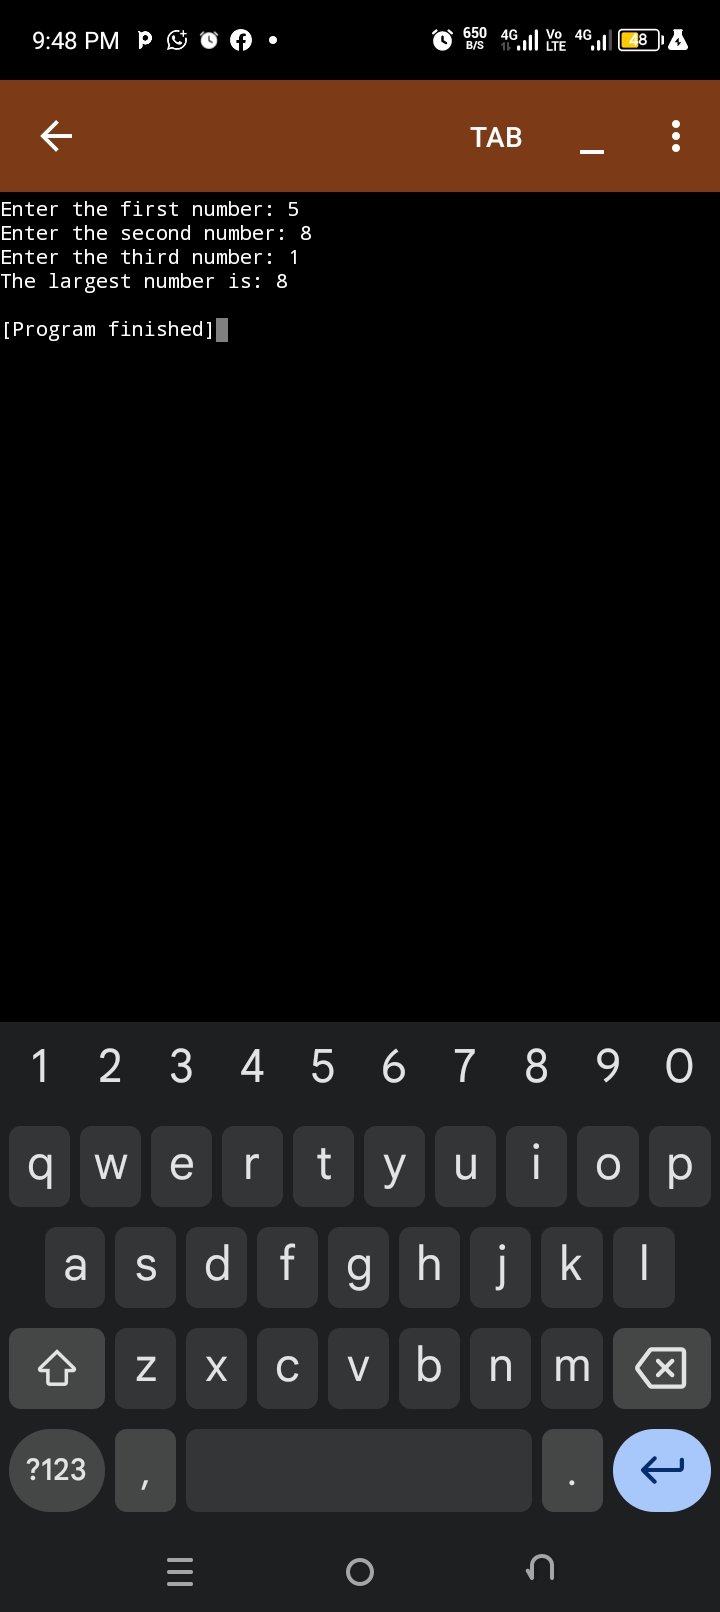 9:48 PM 650 B/S 4G Vo LTE 4G 48
TAB
Enter the first number: 5
Enter the second number: 8
Enter the third number: 1
The largest number is: 8
[Program finished]
1 2 3 4 5 6 7 8 9 0
q w e r t y u i o p
a s d f g h j k l
z x c v b n m
?123 , .